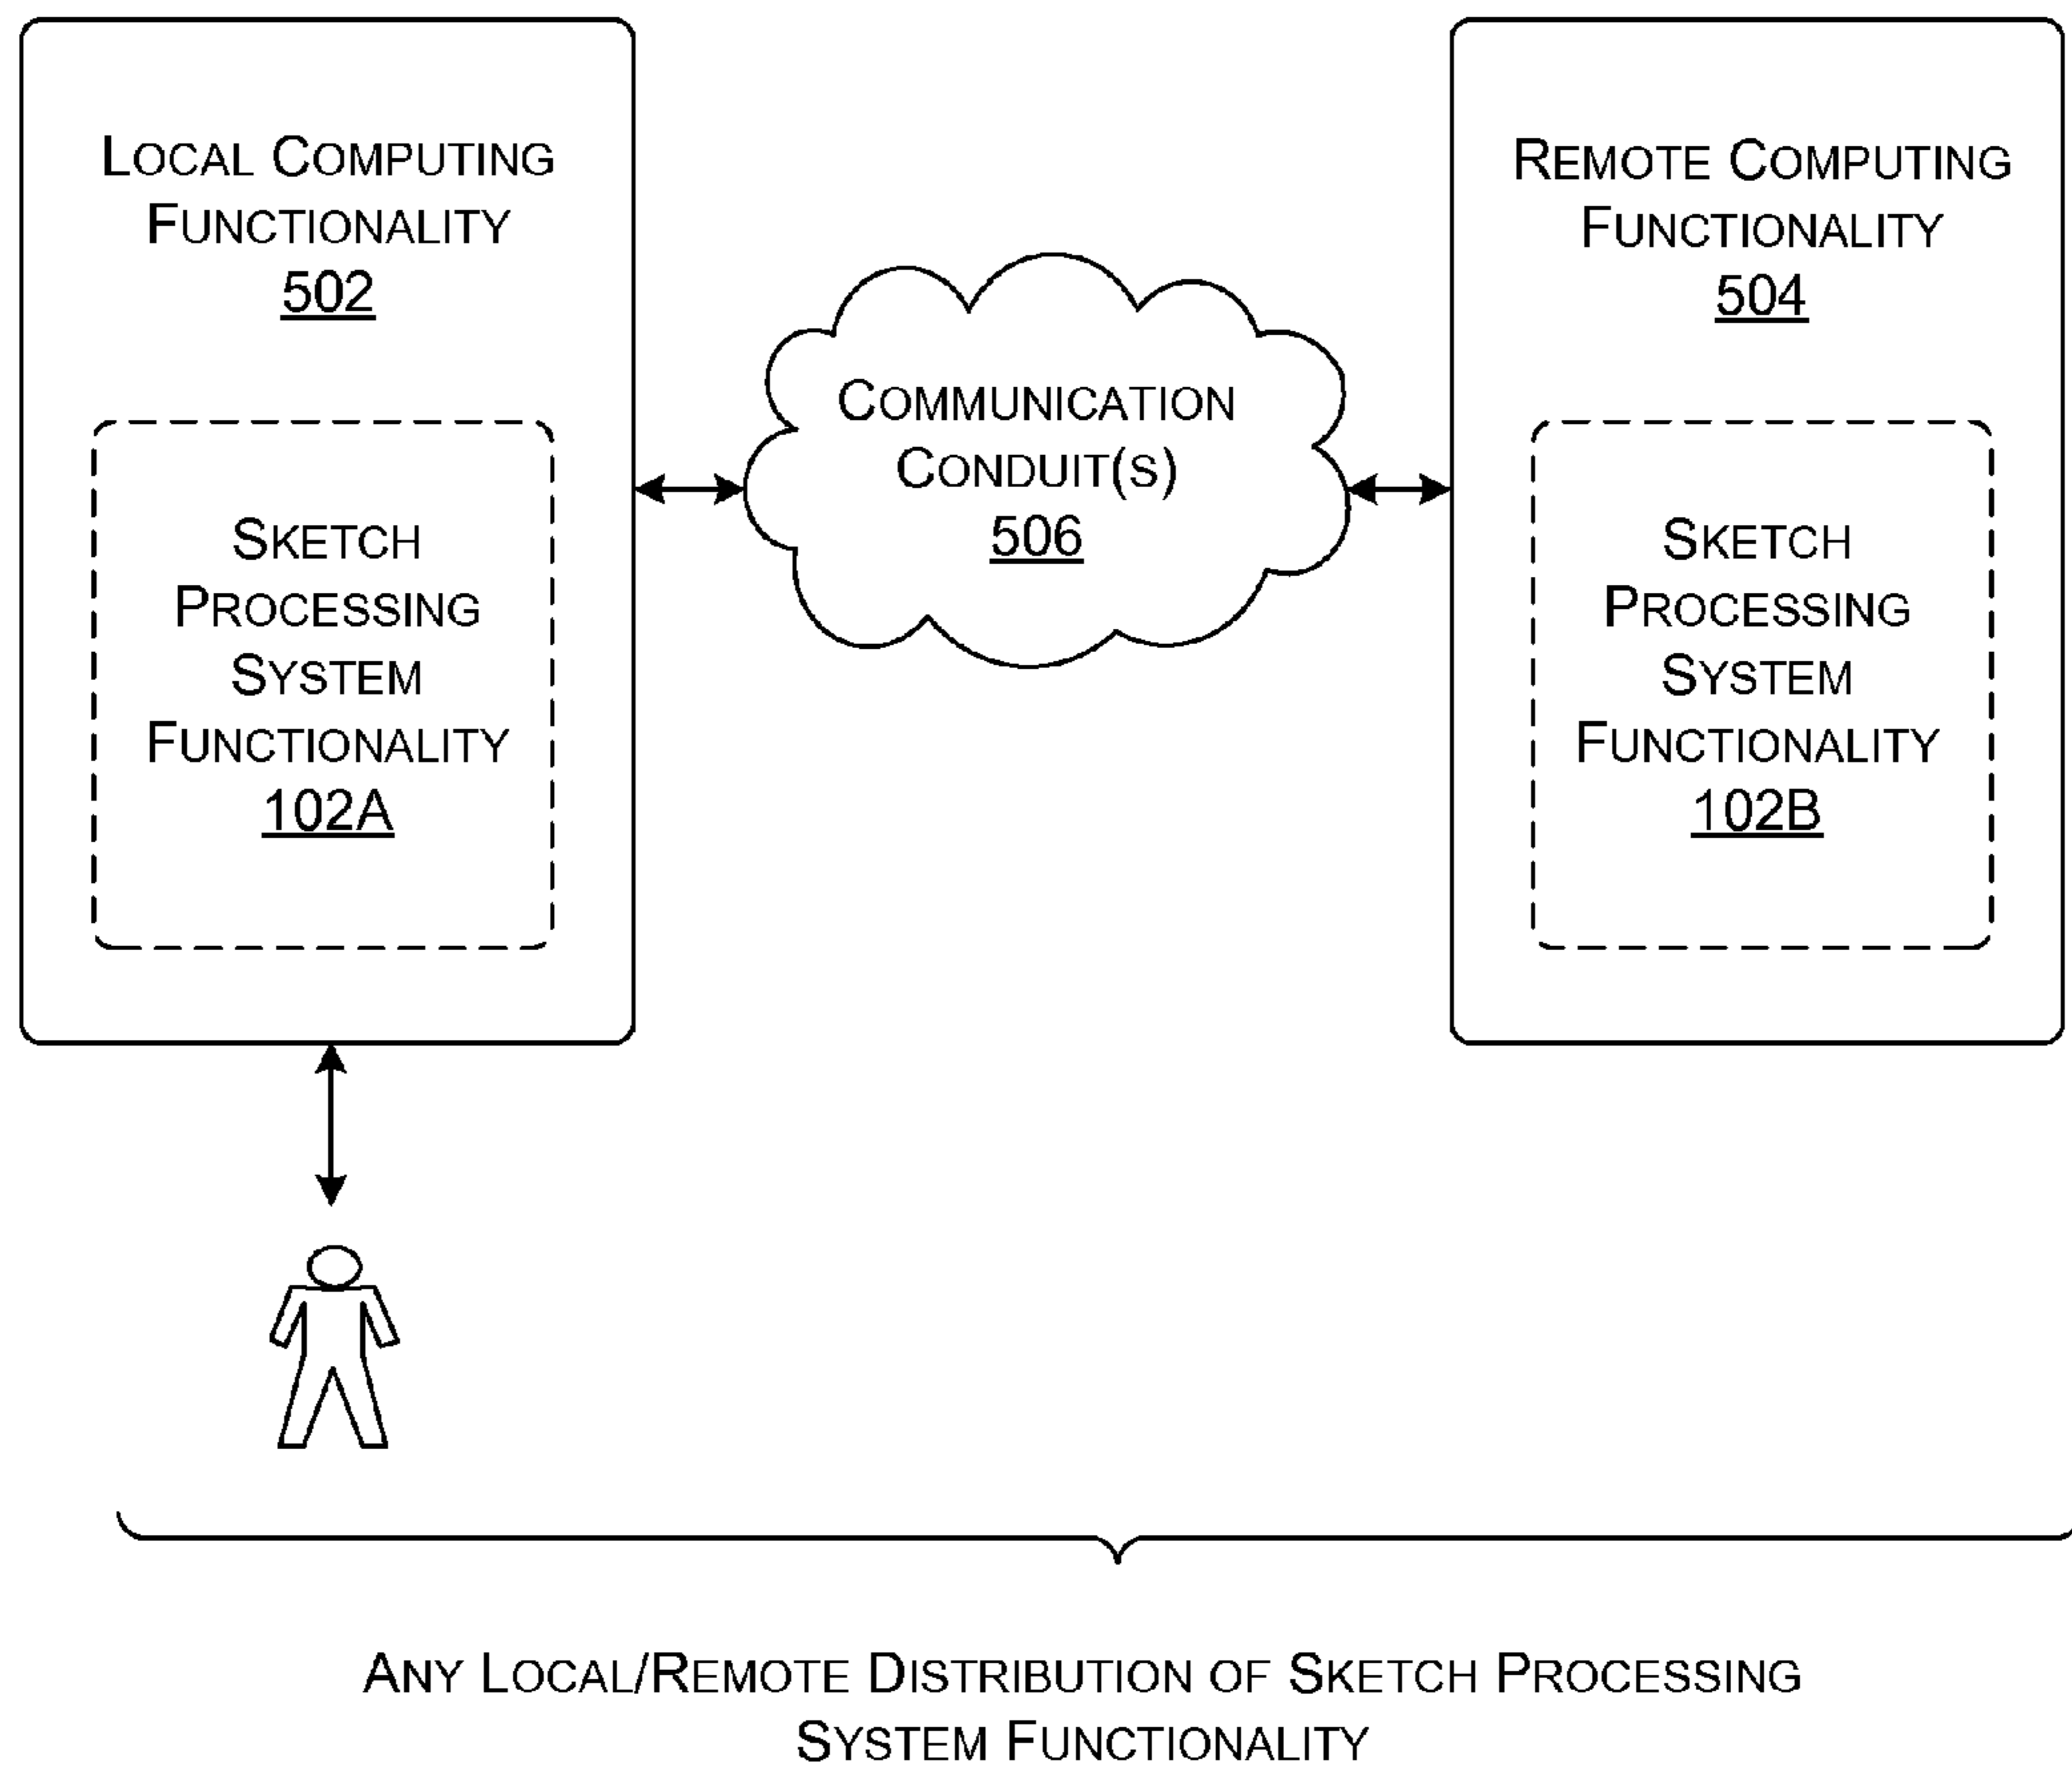 LOCAL COMPUTING
FUNCTIONALITY
502
SKETCH
PROCESSING
SYSTEM
FUNCTIONALITY
102A
COMMUNICATION
CONDUIT(S)
506
REMOTE COMPUTING
FUNCTIONALITY
504
SKETCH
PROCESSING
SYSTEM
FUNCTIONALITY
102B
ANY LOCAL/REMOTE DISTRIBUTION OF SKETCH PROCESSING
SYSTEM FUNCTIONALITY